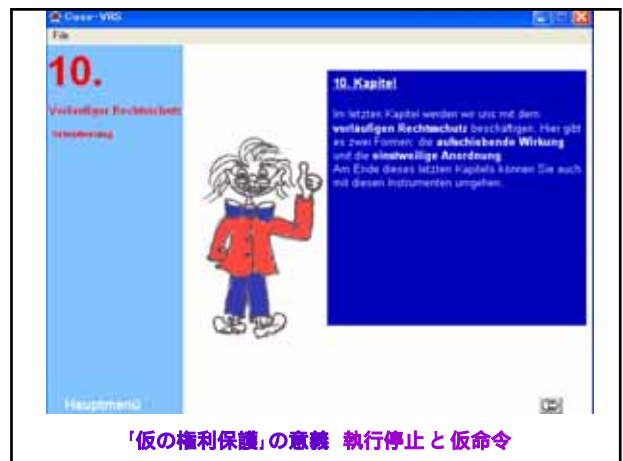 Case-VRS
File
10.
Vorlaufiger Rechtsschutz
10. Kapitel
Im letzten Kapitel werden wir uns mit dem
vorlaufigen Rechtsschutz beschäftigen. Hier gibt
es zwei Formen: die aufschiebende Wirkung
und die einstweilige Anordnung
Am Ende dieses letzten Kapitels können Sie auch
mit diesen Instrumenten umgehen.
Hauptmenü
「仮の権利保護」の意義 執行停止と仮命令